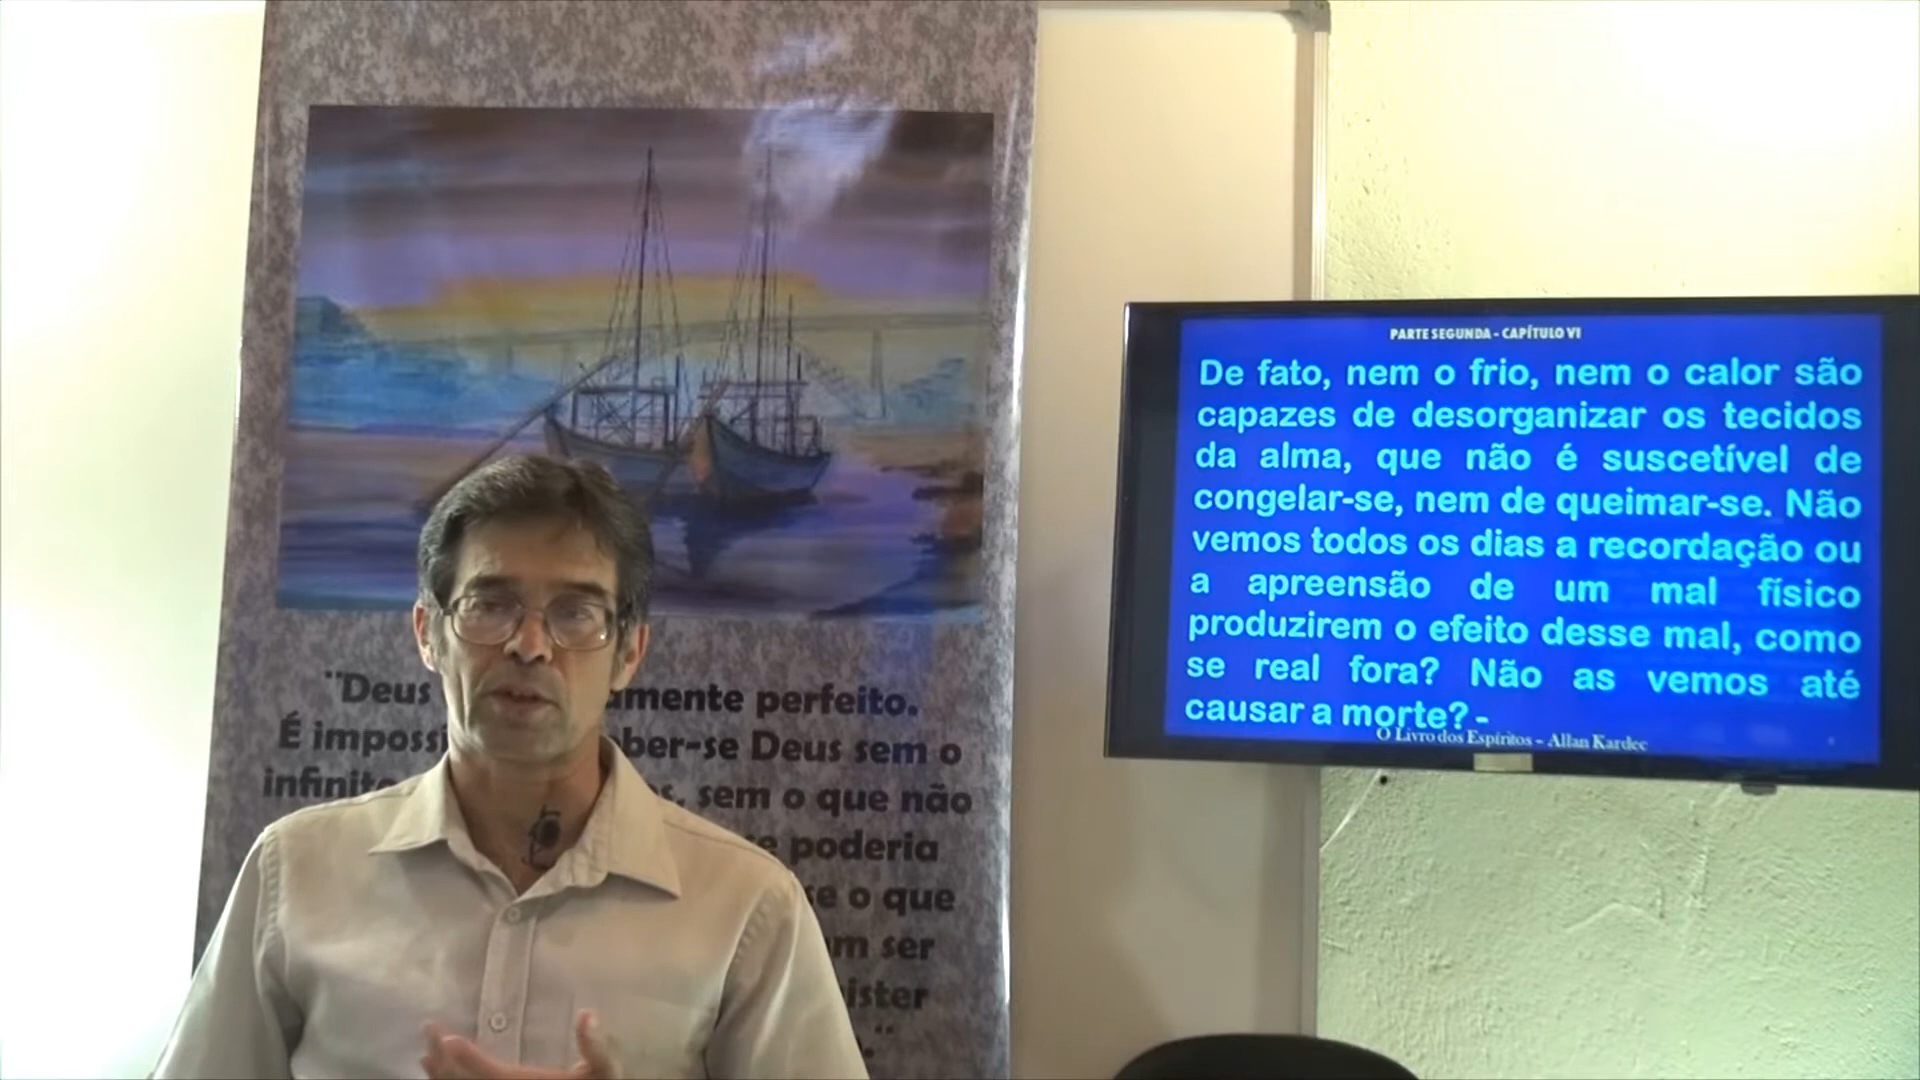 ¨Deus amente perfeito.
É impossí ber-se Deus sem o
infinito s, sem o que não
e poderia
se o que
m ser
ister
.¨
PARTE SEGUNDA - CAPÍTULO VI
De fato, nem o frio, nem o calor são
capazes de desorganizar os tecidos
da alma, que não é suscetível de
congelar-se, nem de queimar-se. Não
vemos todos os dias a recordação ou
a apreensão de um mal físico
produzirem o efeito desse mal, como
se real fora? Não as vemos até
causar a morte? -
O Livro dos Espíritos - Allan Kardec